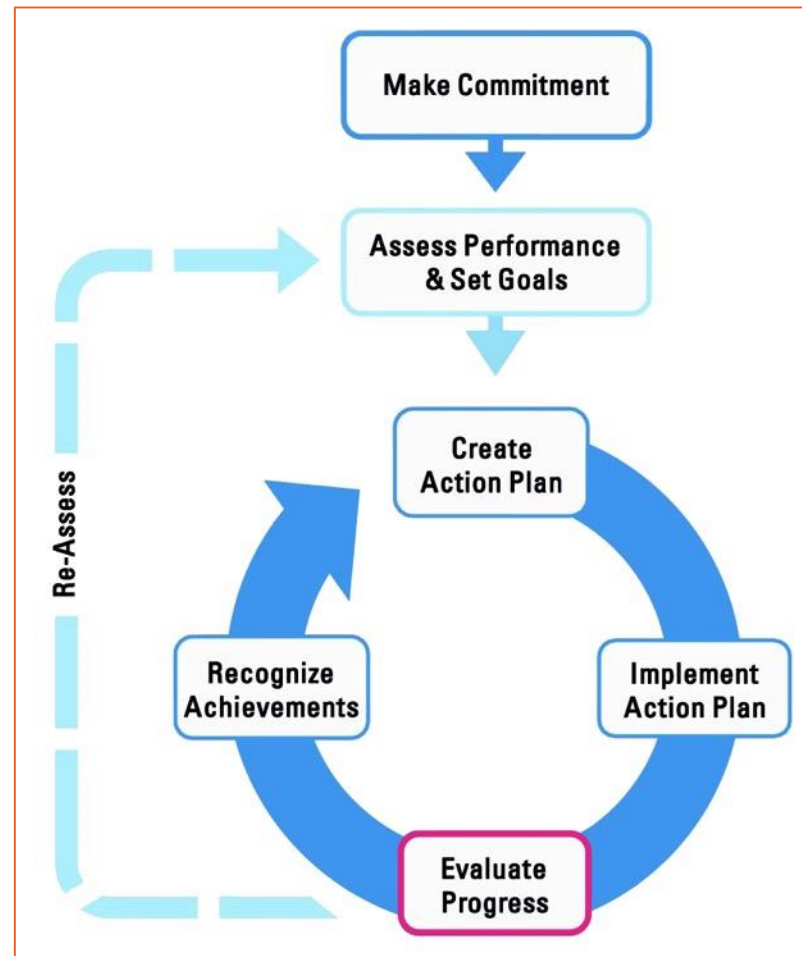 Make Commitment
Assess Performance
& Set Goals
Create
Action Plan
Re-Assess
Recognize
Achievements
Implement
Action Plan
Evaluate
Progress